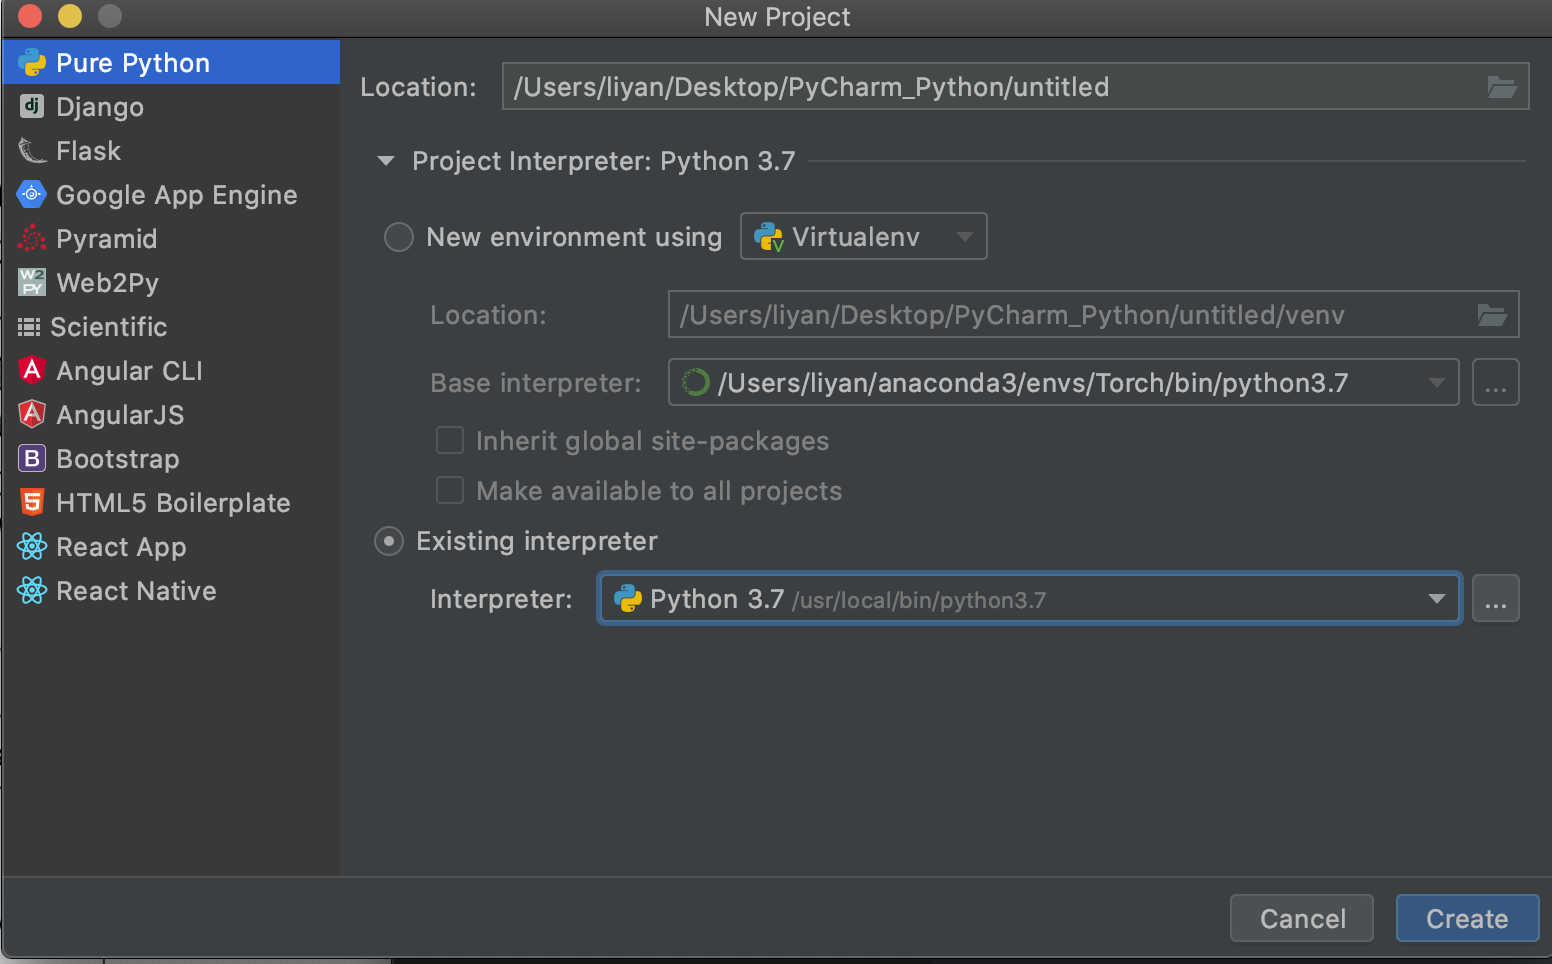 New Project
Pure Python
Django
Flask
Google App Engine
Pyramid
Web2Py
Scientific
Angular CLI
AngularJS
Bootstrap
HTML5 Boilerplate
React App
React Native
Location: /Users/liyan/Desktop/PyCharm_Python/untitled
Project Interpreter: Python 3.7
New environment using Virtualenv
Location: /Users/liyan/Desktop/PyCharm_Python/untitled/venv
Base interpreter: /Users/liyan/anaconda3/envs/Torch/bin/python3.7 ...
Inherit global site-packages
Make available to all projects
Existing interpreter
Interpreter: Python 3.7 /usr/local/bin/python3.7 ...
Cancel Create